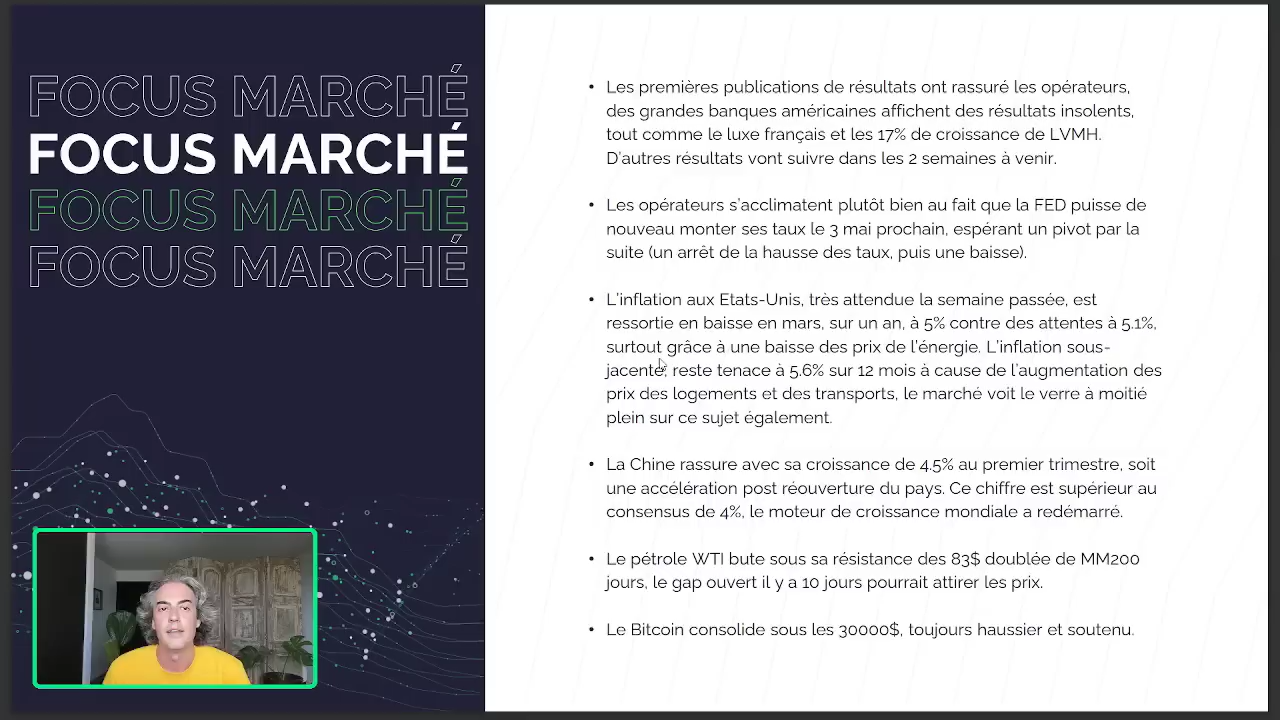 FOCUS MARCHÉ
FOCUS MARCHÉ
FOCUS MARCHÉ
FOCUS MARCHÉ
• Les premières publications de résultats ont rassuré les opérateurs,
des grandes banques américaines affichent des résultats insolents,
tout comme le luxe français et les 17% de croissance de LVMH.
D'autres résultats vont suivre dans les 2 semaines à venir.
• Les opérateurs s'acclimatent plutôt bien au fait que la FED puisse de
nouveau monter ses taux le 3 mai prochain, espérant un pivot par la
suite (un arrêt de la hausse des taux, puis une baisse).
• L'inflation aux Etats-Unis, très attendue la semaine passée, est
ressortie en baisse en mars, sur un an, à 5% contre des attentes à 5.1%,
surtout grâce à une baisse des prix de l'énergie. L'inflation sous-
jacente, reste tenace à 5.6% sur 12 mois à cause de l'augmentation des
prix des logements et des transports, le marché voit le verre à moitié
plein sur ce sujet également.
• La Chine rassure avec sa croissance de 4.5% au premier trimestre, soit
une accélération post réouverture du pays. Ce chiffre est supérieur au
consensus de 4%, le moteur de croissance mondiale a redémarré.
• Le pétrole WTI bute sous sa résistance des 83$ doublée de MM200
jours, le gap ouvert il y a 10 jours pourrait attirer les prix.
• Le Bitcoin consolide sous les 30000$, toujours haussier et soutenu.